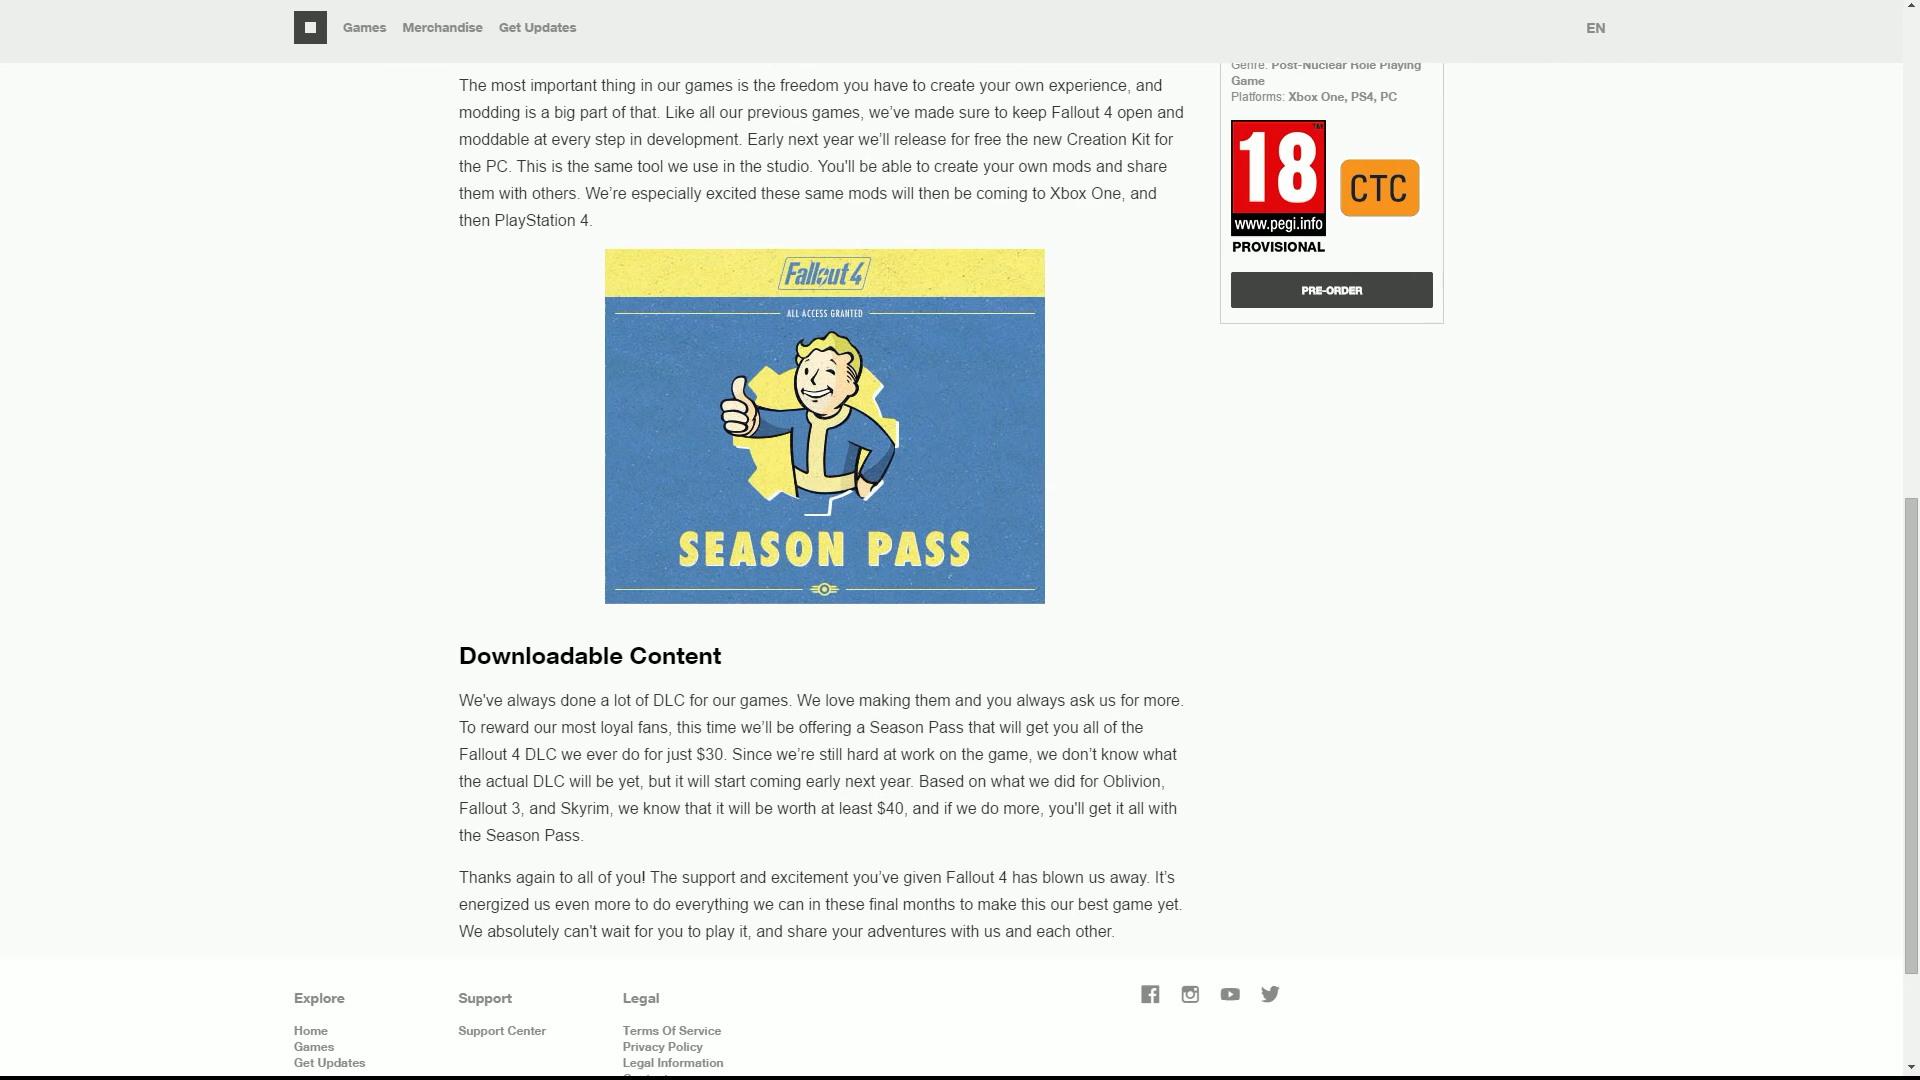 Games Merchandise Get Updates EN
The most important thing in our games is the freedom you have to create your own experience, and
modding is a big part of that. Like all our previous games, we’ve made sure to keep Fallout 4 open and
moddable at every step in development. Early next year we’ll release for free the new Creation Kit for
the PC. This is the same tool we use in the studio. You'll be able to create your own mods and share
them with others. We’re especially excited these same mods will then be coming to Xbox One, and
then PlayStation 4.
Genre: Post-Nuclear Role Playing
Game
Platforms: Xbox One, PS4, PC
18
www.pegi.info
PROVISIONAL
CTC
PRE-ORDER
Fallout 4
ALL ACCESS GRANTED
SEASON PASS
Downloadable Content
We've always done a lot of DLC for our games. We love making them and you always ask us for more.
To reward our most loyal fans, this time we’ll be offering a Season Pass that will get you all of the
Fallout 4 DLC we ever do for just $30. Since we’re still hard at work on the game, we don’t know what
the actual DLC will be yet, but it will start coming early next year. Based on what we did for Oblivion,
Fallout 3, and Skyrim, we know that it will be worth at least $40, and if we do more, you'll get it all with
the Season Pass.
Thanks again to all of you! The support and excitement you’ve given Fallout 4 has blown us away. It’s
energized us even more to do everything we can in these final months to make this our best game yet.
We absolutely can't wait for you to play it, and share your adventures with us and each other.
Explore
Home
Games
Get Updates
Support
Support Center
Legal
Terms Of Service
Privacy Policy
Legal Information